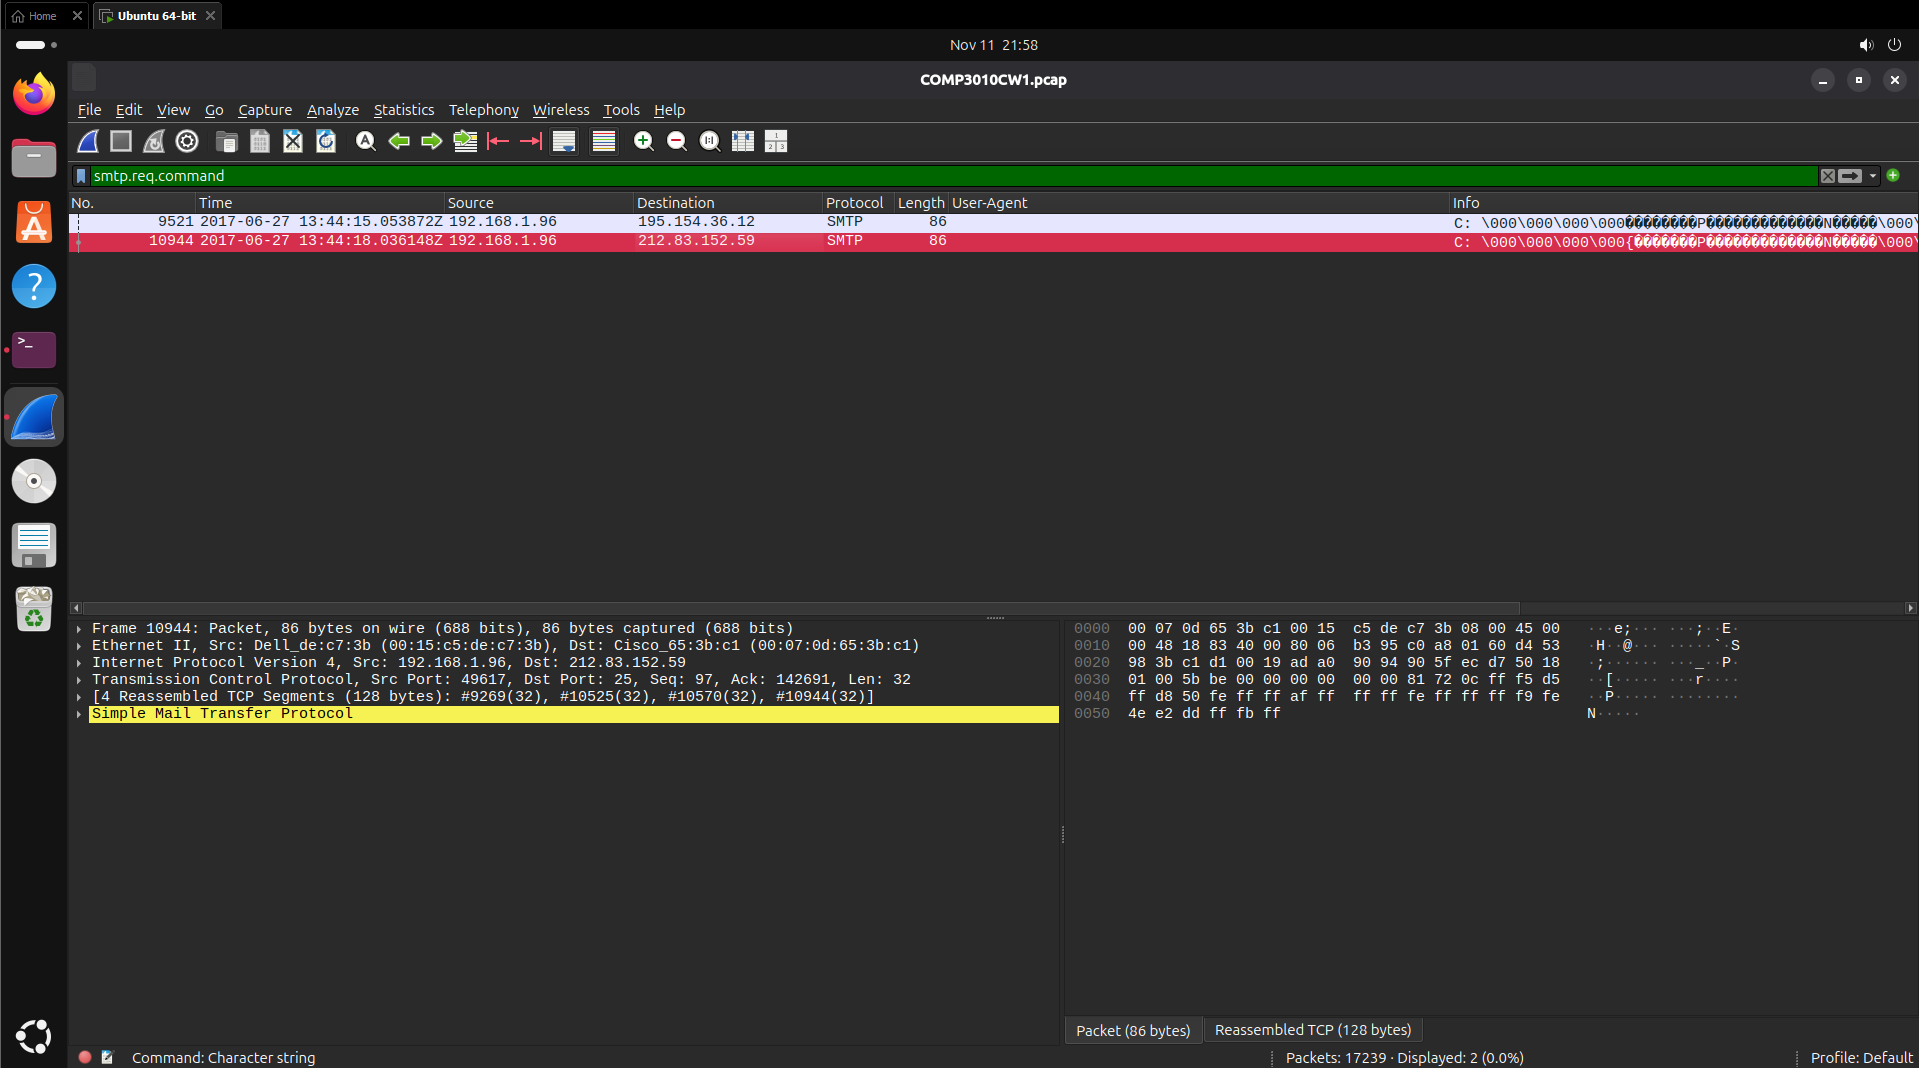 Home
Ubuntu 64-bit
Nov 11 21:58
COMP3010CW1.pcap
File Edit View Go Capture Analyze Statistics Telephony Wireless Tools Help
smtp.req.command
No. Time Source Destination Protocol Length User-Agent Info
9521 2017-06-27 13:44:15.053872Z 192.168.1.96 195.154.36.12 SMTP 86 C: \000\000\000\000���������P�������������N�����\000\
10944 2017-06-27 13:44:18.036148Z 192.168.1.96 212.83.152.59 SMTP 86 C: \000\000\000\000{�������P�������������N�����\000\
Frame 10944: Packet, 86 bytes on wire (688 bits), 86 bytes captured (688 bits)
Ethernet II, Src: Dell_de:c7:3b (00:15:c5:de:c7:3b), Dst: Cisco_65:3b:c1 (00:07:0d:65:3b:c1)
Internet Protocol Version 4, Src: 192.168.1.96, Dst: 212.83.152.59
Transmission Control Protocol, Src Port: 49617, Dst Port: 25, Seq: 97, Ack: 142691, Len: 32
[4 Reassembled TCP Segments (128 bytes): #9269(32), #10525(32), #10570(32), #10944(32)]
Simple Mail Transfer Protocol
0000 00 07 0d 65 3b c1 00 15 c5 de c7 3b 08 00 45 00 ···e;··· ···;··E·
0010 00 48 18 83 40 00 80 06 b3 95 c0 a8 01 60 d4 53 ·H··@··· ·····`·S
0020 98 3b c1 d1 00 19 ad a0 90 94 90 5f ec d7 50 18 ·;······ ···_··P·
0030 01 00 5b be 00 00 00 00 00 00 81 72 0c ff f5 d5 ··[····· ···r····
0040 ff d8 50 fe ff ff af ff ff ff fe ff ff ff f9 fe ··P····· ········
0050 4e e2 dd ff fb ff N·····
Packet (86 bytes) Reassembled TCP (128 bytes)
Command: Character string
Packets: 17239 · Displayed: 2 (0.0%)
Profile: Default